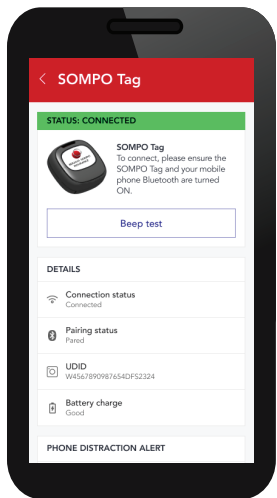 SOMPO Tag
STATUS: CONNECTED
SOMPO Tag
To connect, please ensure the
SOMPO Tag and your mobile
phone Bluetooth are turned
ON.
Beep test
DETAILS
Connection status
Connected
Pairing status
Pared
UDID
W4567890987654DFS2324
Battery charge
Good
PHONE DISTRACTION ALERT